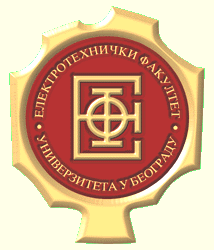 ЕЛЕКТРОТЕХНИЧКИ ФАКУЛТЕТ
УНИВЕРЗИТЕТА У БЕОГРАДУ